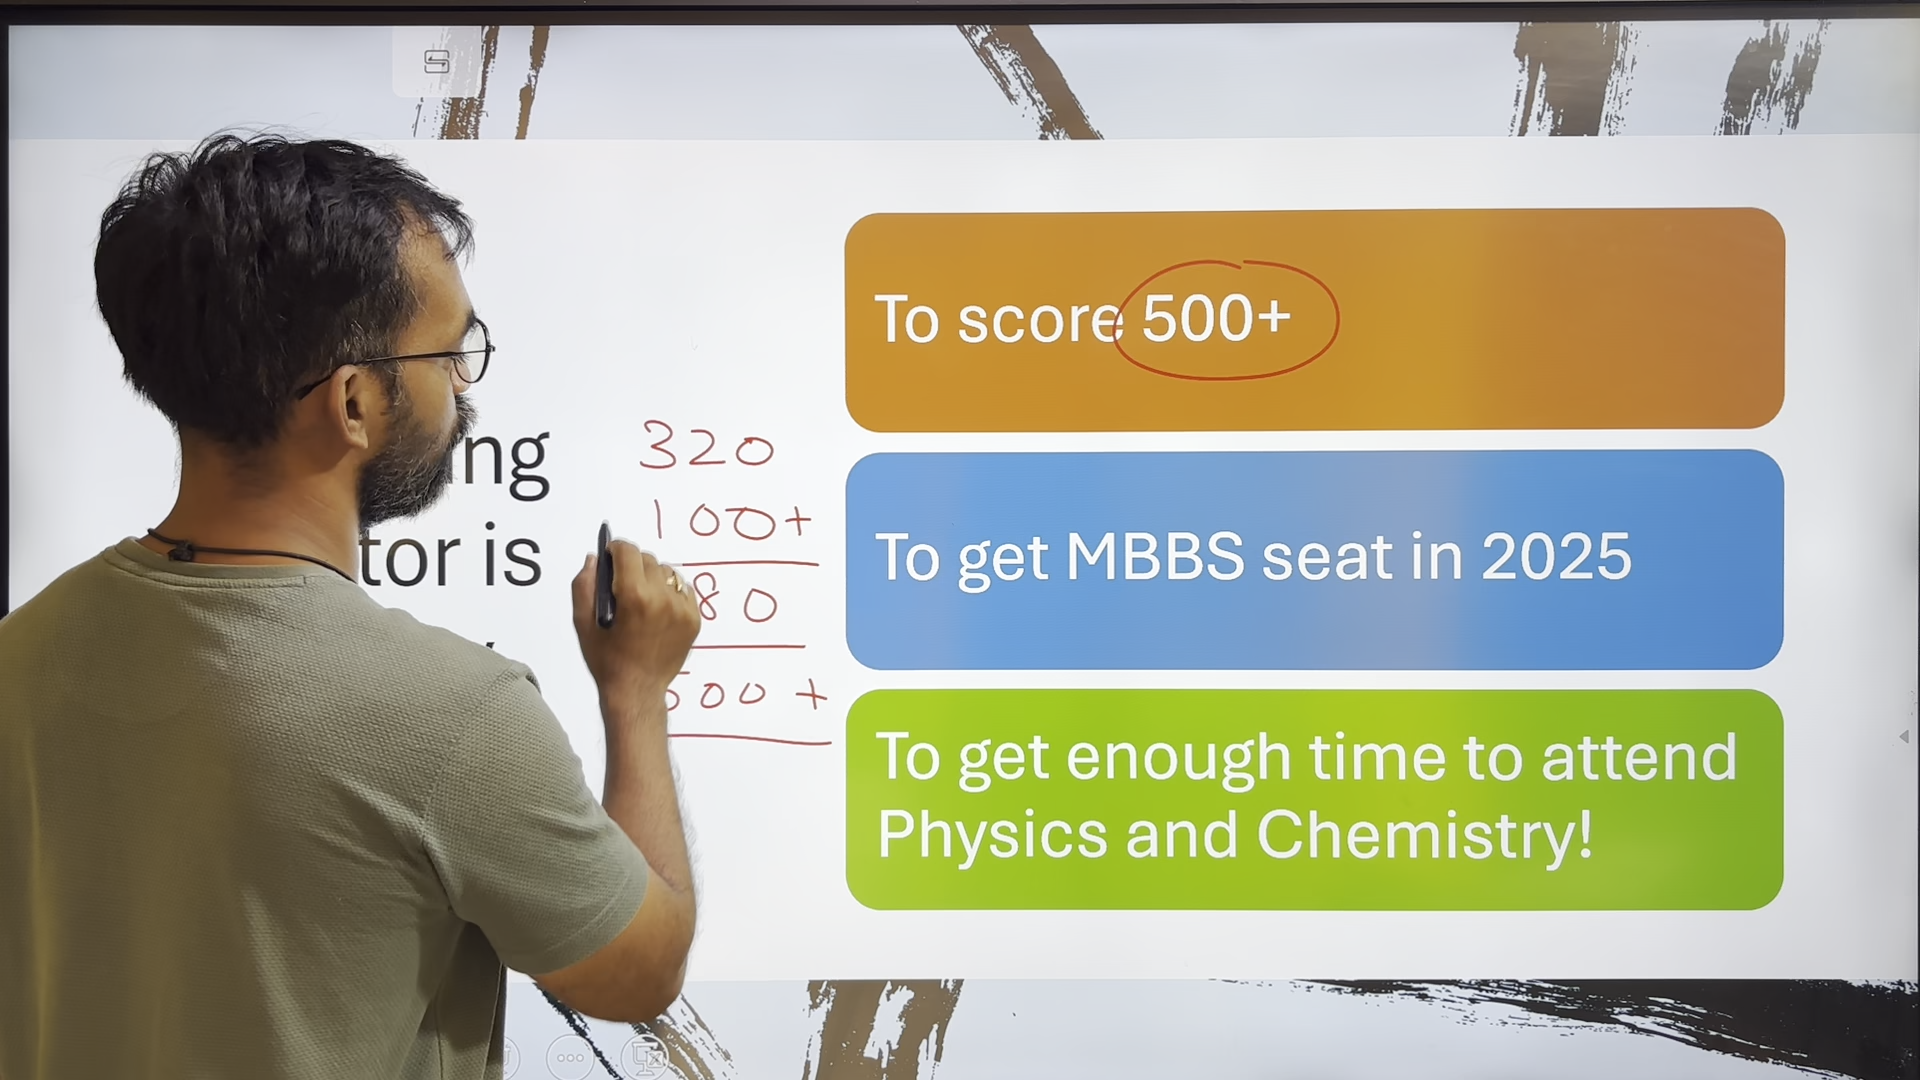 ng
tor is
320
100+
80
500 +
To score 500+
To get MBBS seat in 2025
To get enough time to attend
Physics and Chemistry!